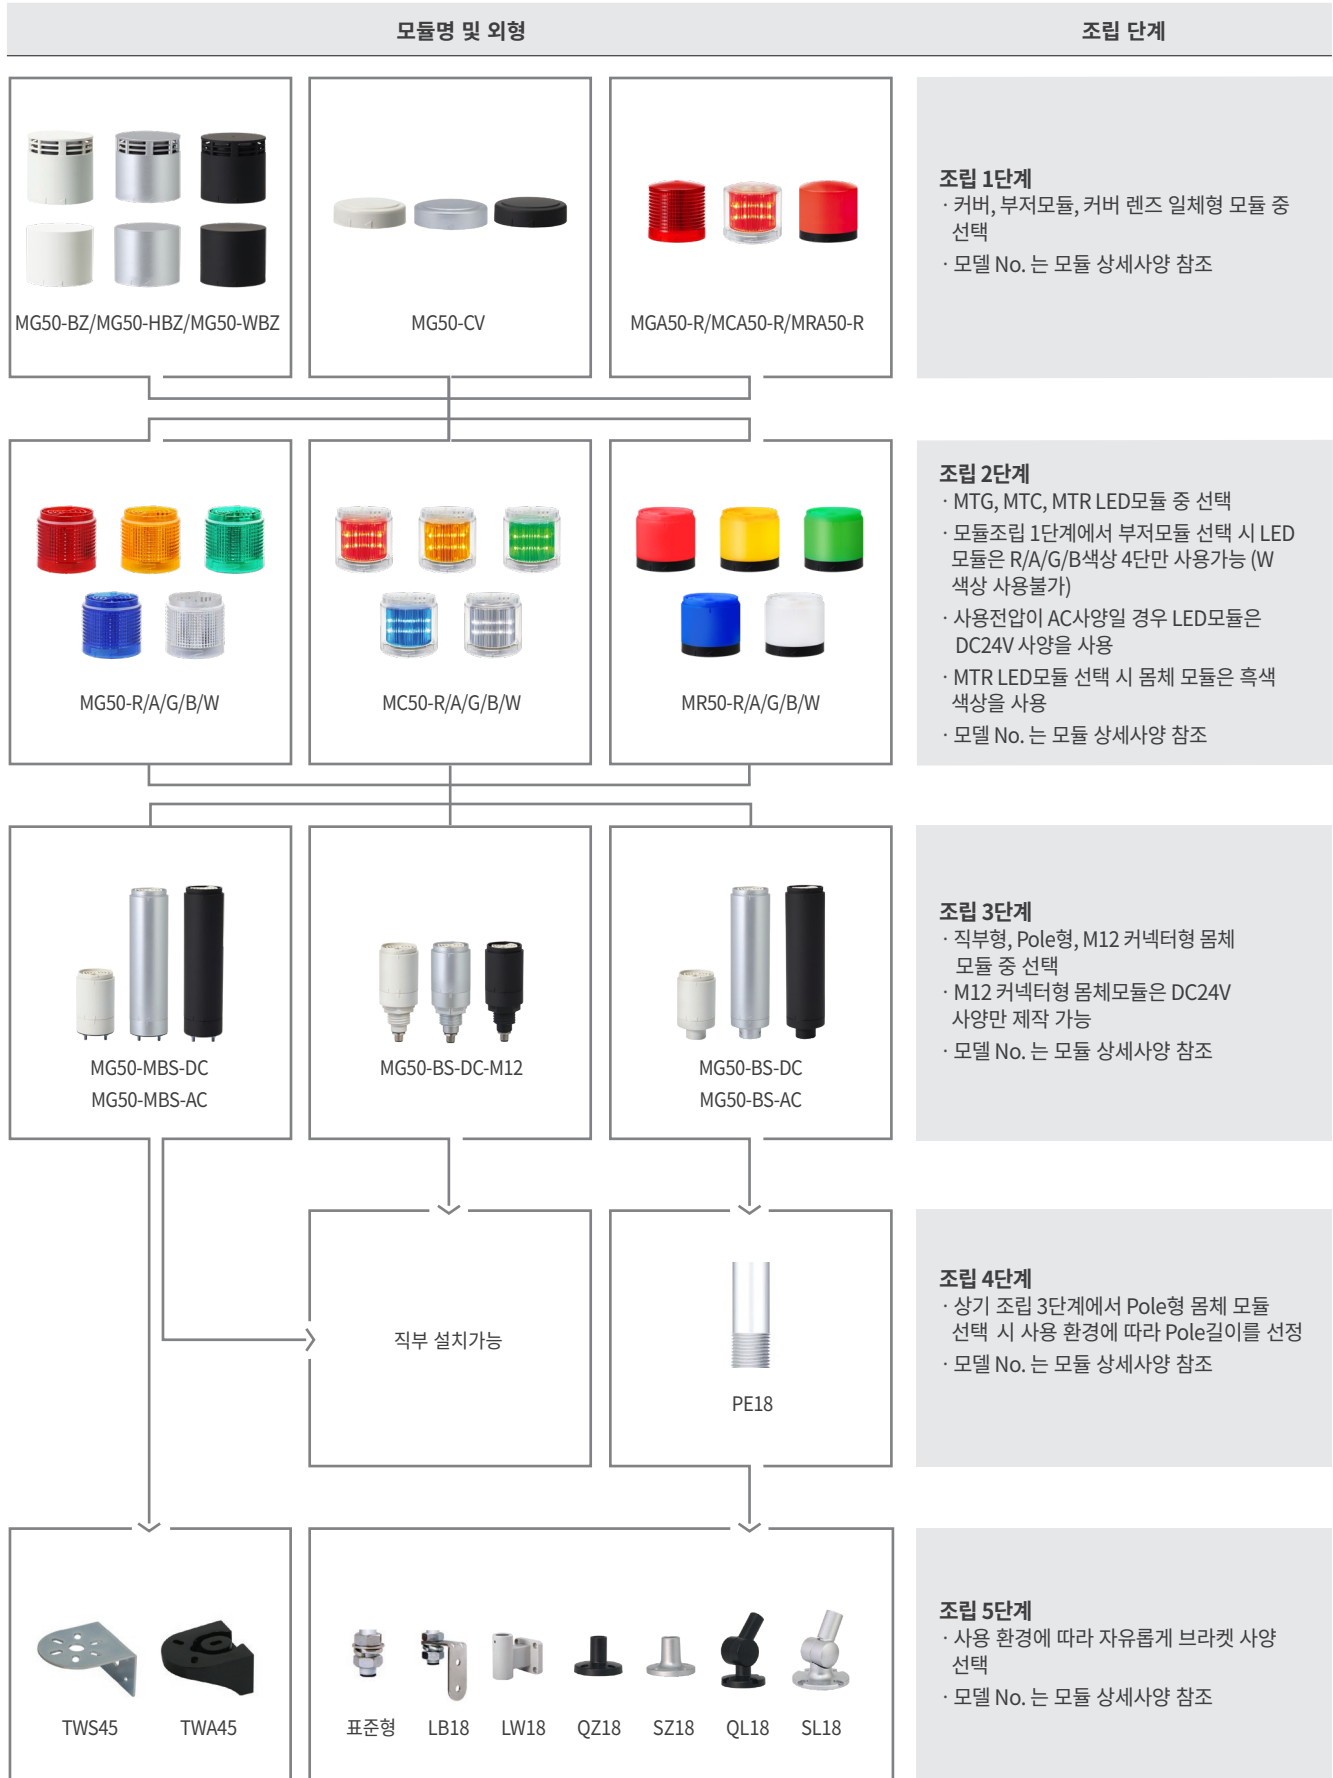 모듈명 및 외형
조립 단계
MG50-BZ/MG50-HBZ/MG50-WBZ
MG50-CV
MGA50-R/MCA50-R/MRA50-R
조립 1단계
· 커버, 부저모듈, 커버 렌즈 일체형 모듈 중
선택
· 모델 No. 는 모듈 상세사양 참조
MG50-R/A/G/B/W
MC50-R/A/G/B/W
MR50-R/A/G/B/W
조립 2단계
· MTG, MTC, MTR LED모듈 중 선택
· 모듈조립 1단계에서 부저모듈 선택 시 LED
모듈은 R/A/G/B색상 4단만 사용가능 (W
색상 사용불가)
· 사용전압이 AC사양일 경우 LED모듈은
DC24V 사양을 사용
· MTR LED모듈 선택 시 몸체 모듈은 흑색
색상을 사용
· 모델 No. 는 모듈 상세사양 참조
MG50-MBS-DC
MG50-MBS-AC
MG50-BS-DC-M12
MG50-BS-DC
MG50-BS-AC
조립 3단계
· 직부형, Pole형, M12 커넥터형 몸체
모듈 중 선택
· M12 커넥터형 몸체모듈은 DC24V
사양만 제작 가능
· 모델 No. 는 모듈 상세사양 참조
직부 설치가능
PE18
조립 4단계
· 상기 조립 3단계에서 Pole형 몸체 모듈
선택 시 사용 환경에 따라 Pole길이를 선정
· 모델 No. 는 모듈 상세사양 참조
TWS45
TWA45
표준형
LB18
LW18
QZ18
SZ18
QL18
SL18
조립 5단계
· 사용 환경에 따라 자유롭게 브라켓 사양
선택
· 모델 No. 는 모듈 상세사양 참조